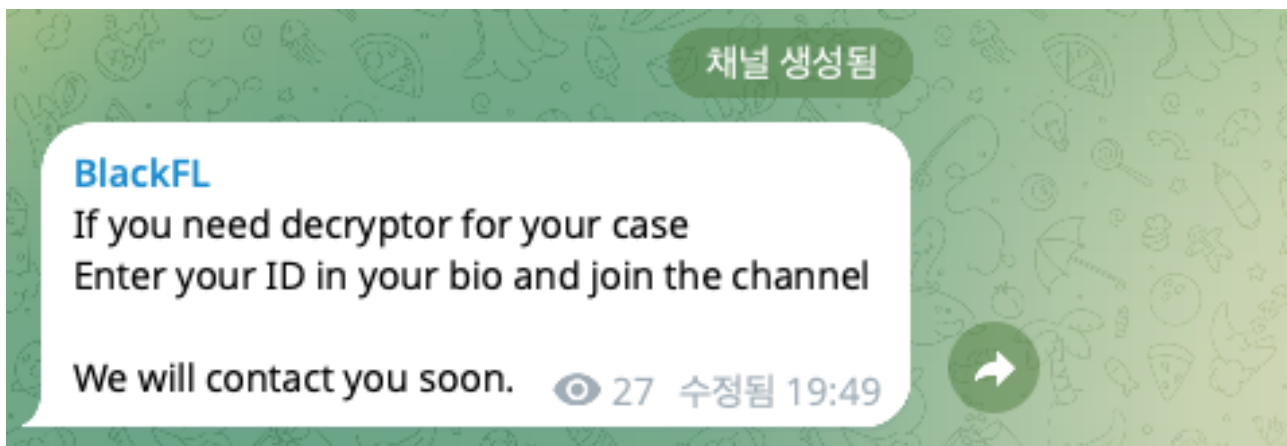 채널 생성됨
BlackFL
If you need decryptor for your case
Enter your ID in your bio and join the channel
We will contact you soon.
27 수정됨 19:49